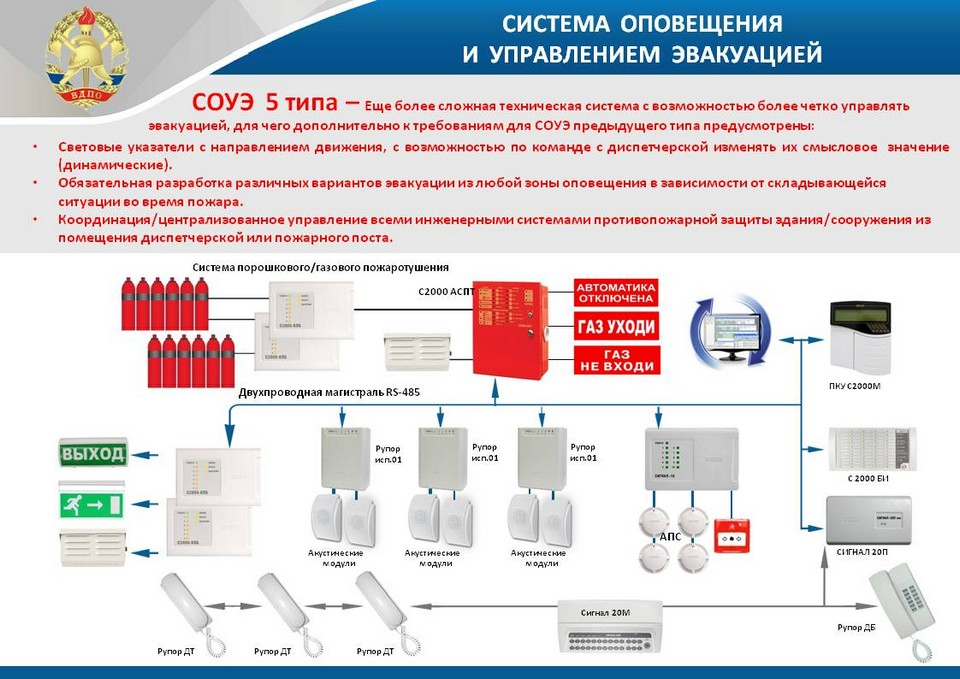 СИСТЕМА ОПОВЕЩЕНИЯ
И УПРАВЛЕНИЕМ ЭВАКУАЦИЕЙ
ВДПО
СОУЭ 5 типа – Еще более сложная техническая система с возможностью более четко управлять
эвакуацией, для чего дополнительно к требованиям для СОУЭ предыдущего типа предусмотрены:
• Световые указатели с направлением движения, с возможностью по команде с диспетчерской изменять их смысловое значение
(динамические).
• Обязательная разработка различных вариантов эвакуации из любой зоны оповещения в зависимости от складывающейся
ситуации во время пожара.
• Координация/централизованное управление всеми инженерными системами противопожарной защиты здания/сооружения из
помещения диспетчерской или пожарного поста.
Система порошкового/газового пожаротушения
С2000 АСПТ
АВТОМАТИКА
ОТКЛЮЧЕНА
ГАЗ УХОДИ
ГАЗ
НЕ ВХОДИ
ПКУ С2000М
Двухпроводная магистраль RS-485
ВЫХОД
Рупор
исп.01
Рупор
исп.01
Рупор
исп.01
С 2000 БИ
АПС
СИГНАЛ 20П
Акустические
модули
Акустические
модули
Акустические
модули
Сигнал 20М
Рупор ДБ
Рупор ДТ
Рупор ДТ
Рупор ДТ